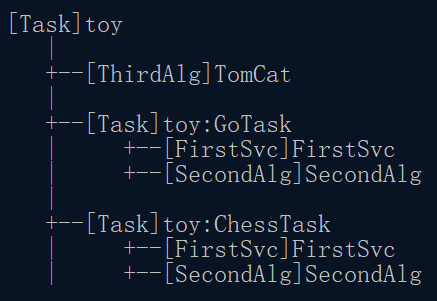 [Task]toy
|
+--[ThirdAlg]TomCat
|
+--[Task]toy:GoTask
|     +--[FirstSvc]FirstSvc
|     +--[SecondAlg]SecondAlg
|
+--[Task]toy:ChessTask
|     +--[FirstSvc]FirstSvc
|     +--[SecondAlg]SecondAlg